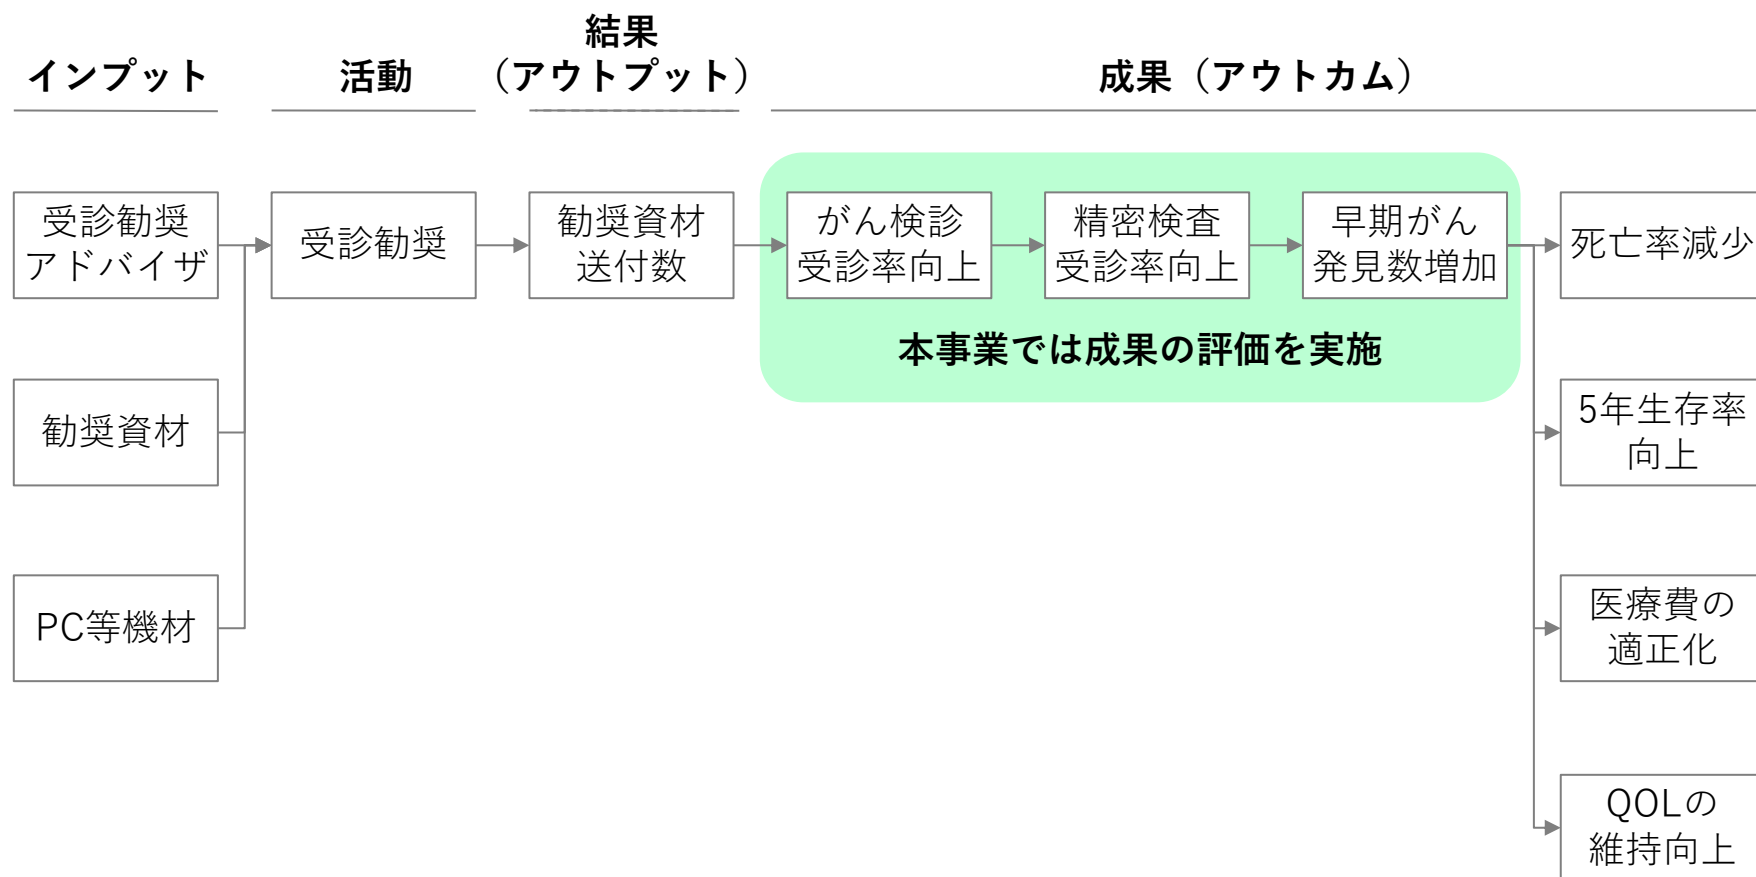 インプット
活動
結果
（アウトプット）
成果（アウトカム）
受診勧奨
アドバイザ
受診勧奨
勧奨資材
送付数
がん検診
受診率向上
精密検査
受診率向上
早期がん
発見数増加
死亡率減少
本事業では成果の評価を実施
勧奨資材
5年生存率
向上
PC等機材
医療費の
適正化
QOLの
維持向上